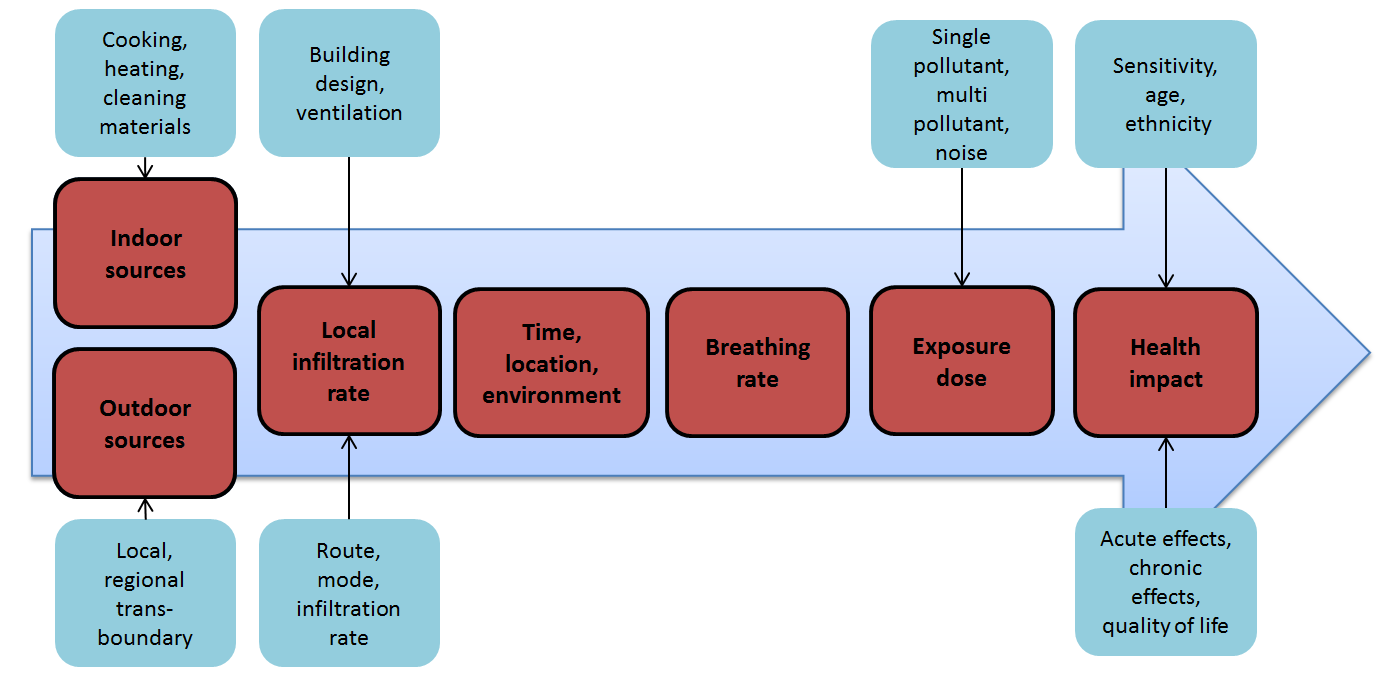 Cooking,
heating,
cleaning
materials
Building
design,
ventilation
Single
pollutant,
multi
pollutant,
noise
Sensitivity,
age,
ethnicity
Indoor
sources
Outdoor
sources
Local
infiltration
rate
Time,
location,
environment
Breathing
rate
Exposure
dose
Health
impact
Local,
regional
trans-
boundary
Route,
mode,
infiltration
rate
Acute effects,
chronic
effects,
quality of life